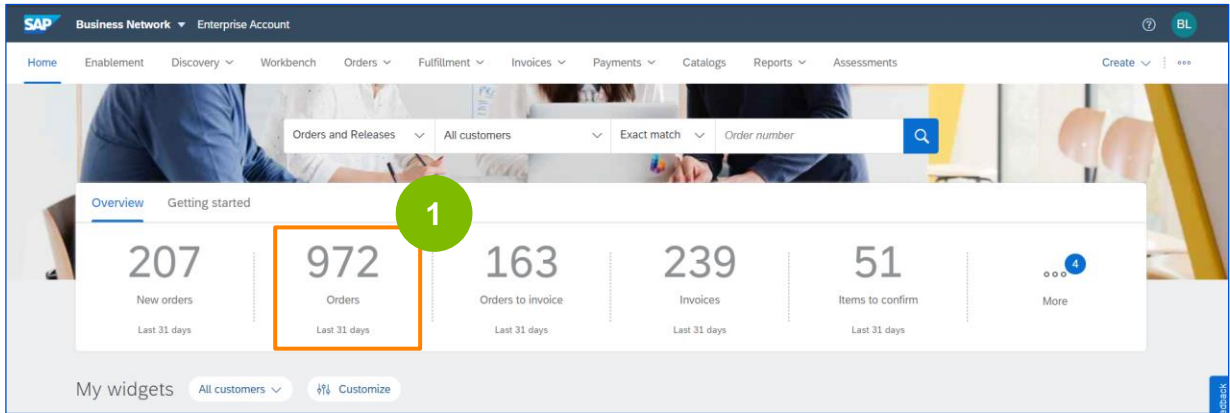 SAP Business Network Enterprise Account BL
Home Enablement Discovery Workbench Orders Fulfillment Invoices Payments Catalogs Reports Assessments Create
Orders and Releases All customers Exact match Order number
Overview Getting started
1
207 972 163 239 51 4
New orders Orders Orders to invoice Invoices Items to confirm More
Last 31 days Last 31 days Last 31 days Last 31 days Last 31 days
My widgets All customers Customize